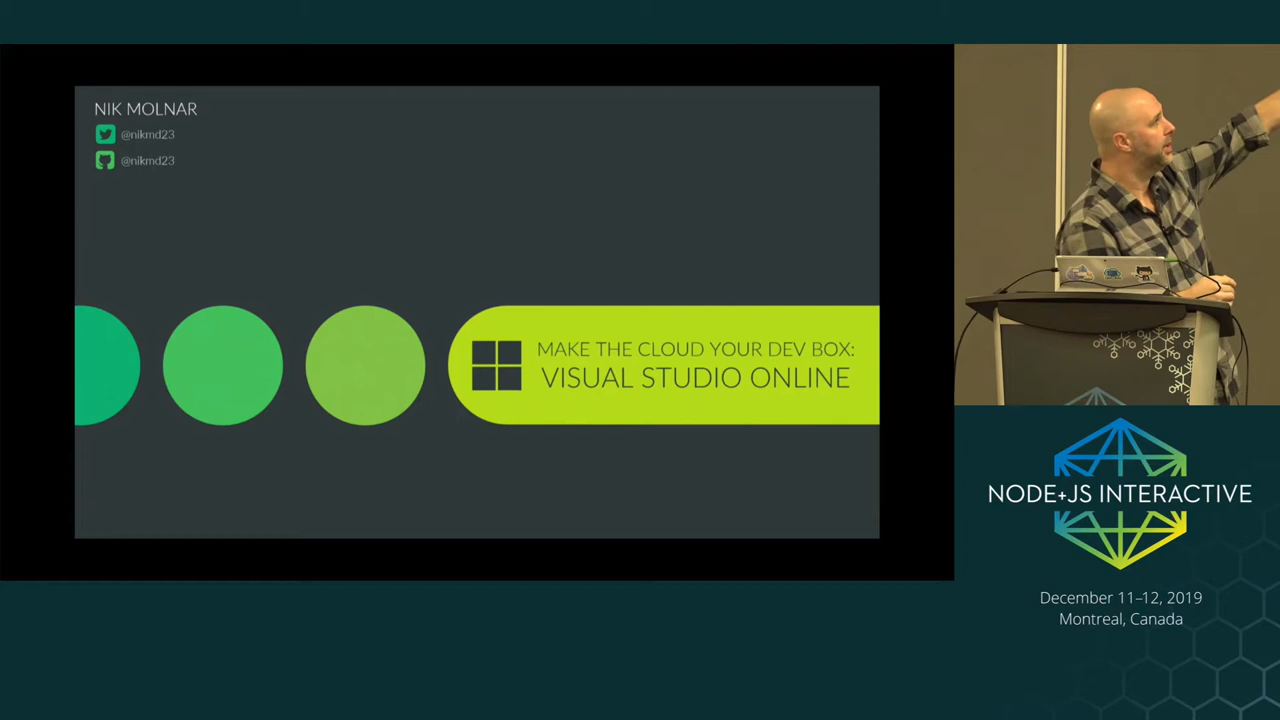 NIK MOLNAR
@nikmd23
@nikmd23
MAKE THE CLOUD YOUR DEV BOX:
VISUAL STUDIO ONLINE
NODE+JS INTERACTIVE
December 11–12, 2019
Montreal, Canada